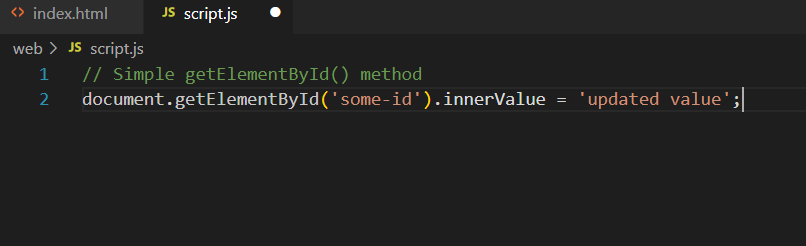 index.html JS script.js
web > JS script.js
1 // Simple getElementById() method
2 document.getElementById('some-id').innerValue = 'updated value';